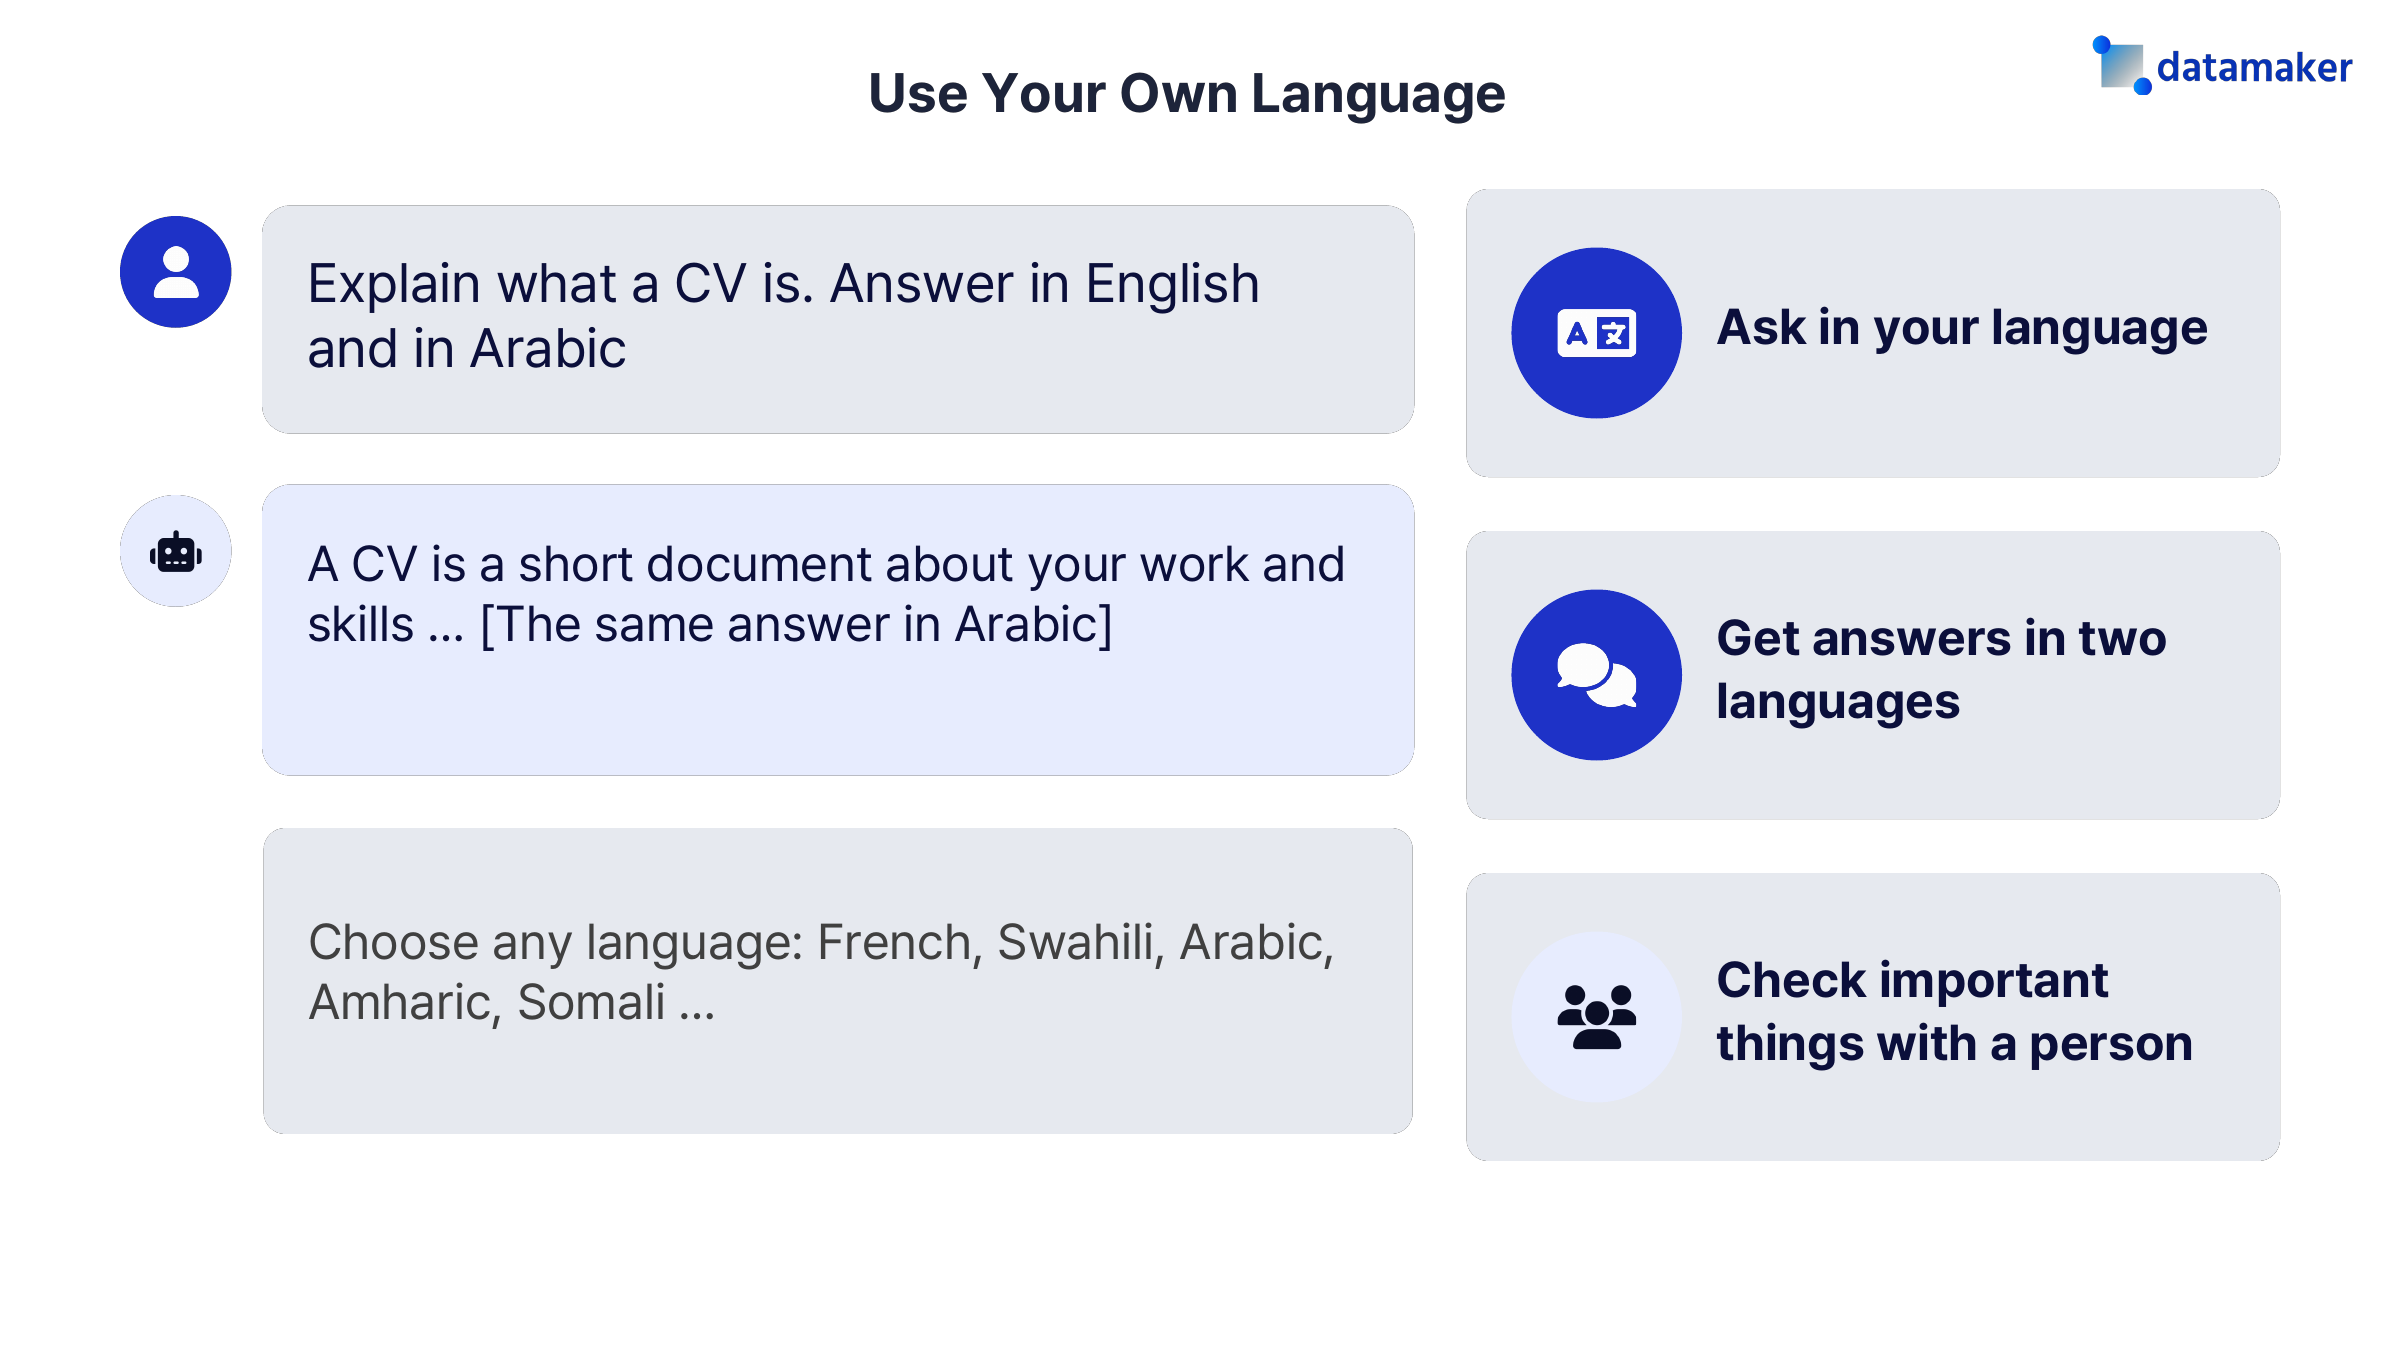 datamaker
Use Your Own Language
Explain what a CV is. Answer in English
and in Arabic
A CV is a short document about your work and
skills ... [The same answer in Arabic]
Choose any language: French, Swahili, Arabic,
Amharic, Somali ...
Ask in your language
Get answers in two
languages
Check important
things with a person